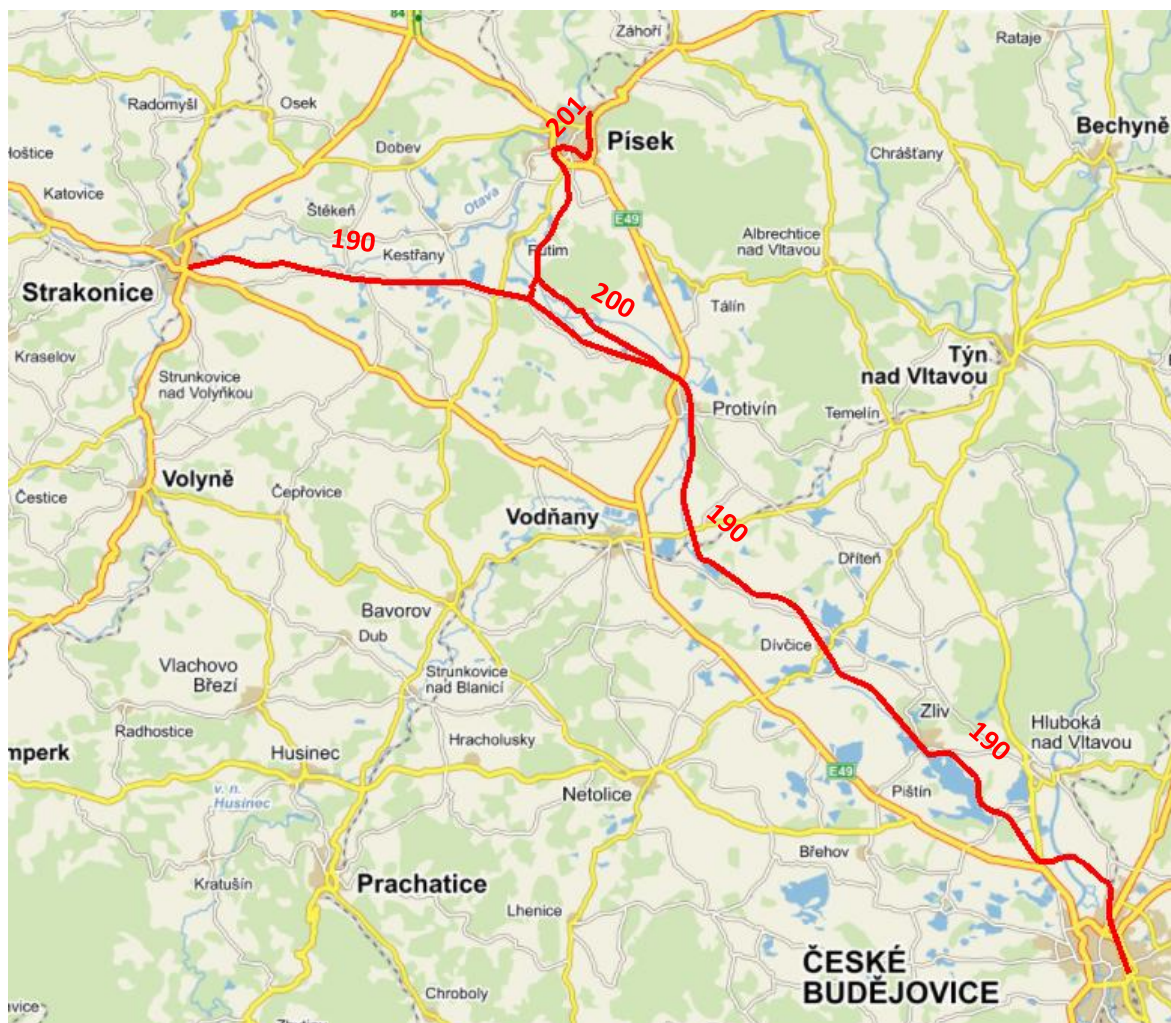 84
Záhoří
Rataje
Radomyšl
Osek
201
Písek
Bechyně
Hoštice
Dobev
Chrášťany
Katovice
Štěkeň
Otava
E49
190
Kestřany
Putim
Albrechtice
nad Vltavou
Strakonice
200
Tálín
Kraselov
Týn
nad Vltavou
Strunkovice
nad Volyňkou
Protivín
Temelín
Volyně
Čestice
Čepřovice
Vodňany
190
Dříteň
Bavorov
Dub
Dívčice
Vlachovo
Březí
Strunkovice
nad Blanicí
Zliv
190
Hluboká
nad Vltavou
Radhostice
Hracholusky
mperk
Husinec
E49
v. n.
Husinec
Netolice
Pištín
Břehov
Kratušín
Prachatice
Lhenice
ČESKÉ
BUDĚJOVICE
Chroboly
vice